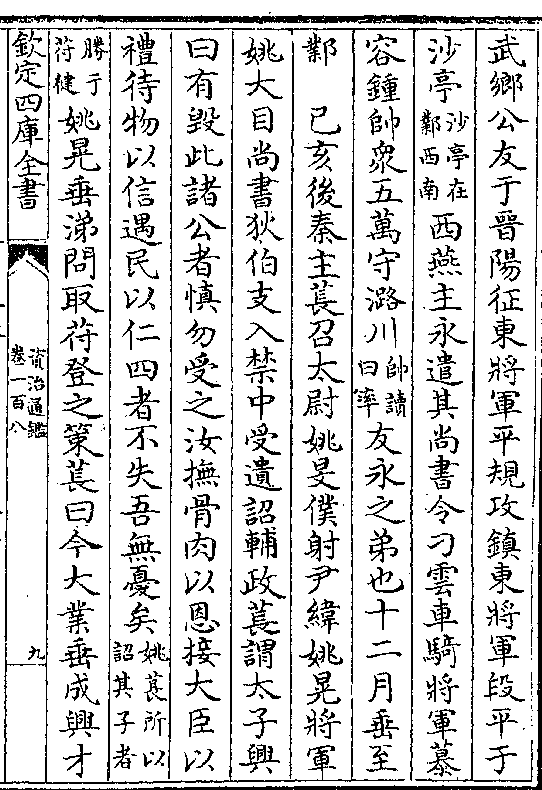 武鄉公友于晉陽征東將軍平規攻鎮東將軍段平于
沙亭沙亭在鄴西南西燕主永遣其尚書令刁雲車騎將軍慕
容鍾帥衆五萬守潞川帥讀曰率友永之弟也十二月垂至
鄴　已亥後秦主萇召太尉姚旻僕射尹緯姚晃將軍
姚大目尚書狄伯支入禁中受遺詔輔政萇謂太子興
曰有毀此諸公者慎勿受之汝撫骨肉以恩接大臣以
禮待物以信遇民以仁四者不失吾無憂矣姚萇所以詔其子者
勝于苻健姚晃垂涕問取苻登之策萇曰今大業垂成興才
欽定四庫全書
資治通鑑
卷一百八
九